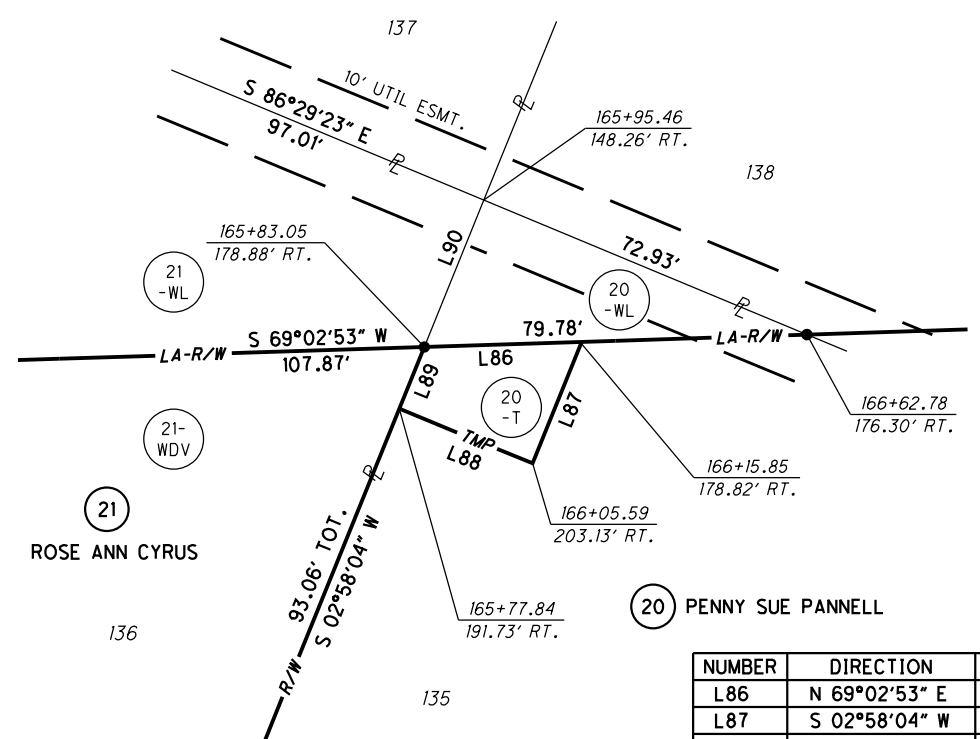 137
10' UTIL ESMT.
S 86°29'23" E
97.01'
PL
PL
165+95.46
148.26' RT.
138
165+83.05
178.88' RT.
L90
72.93'
PL
21
-WL
20
-WL
S 69°02'53" W
LA-R/W
107.87'
79.78'
LA-R/W
L86
L89
L87
20
-T
TMP
L88
21-
WDV
PL
166+62.78
176.30' RT.
166+15.85
178.82' RT.
166+05.59
203.13' RT.
21
ROSE ANN CYRUS
93.06' TOT.
S 02°58'04" W
165+77.84
191.73' RT.
20 PENNY SUE PANNELL
136
R/W
135
NUMBER DIRECTION
L86 N 69°02'53" E
L87 S 02°58'04" W